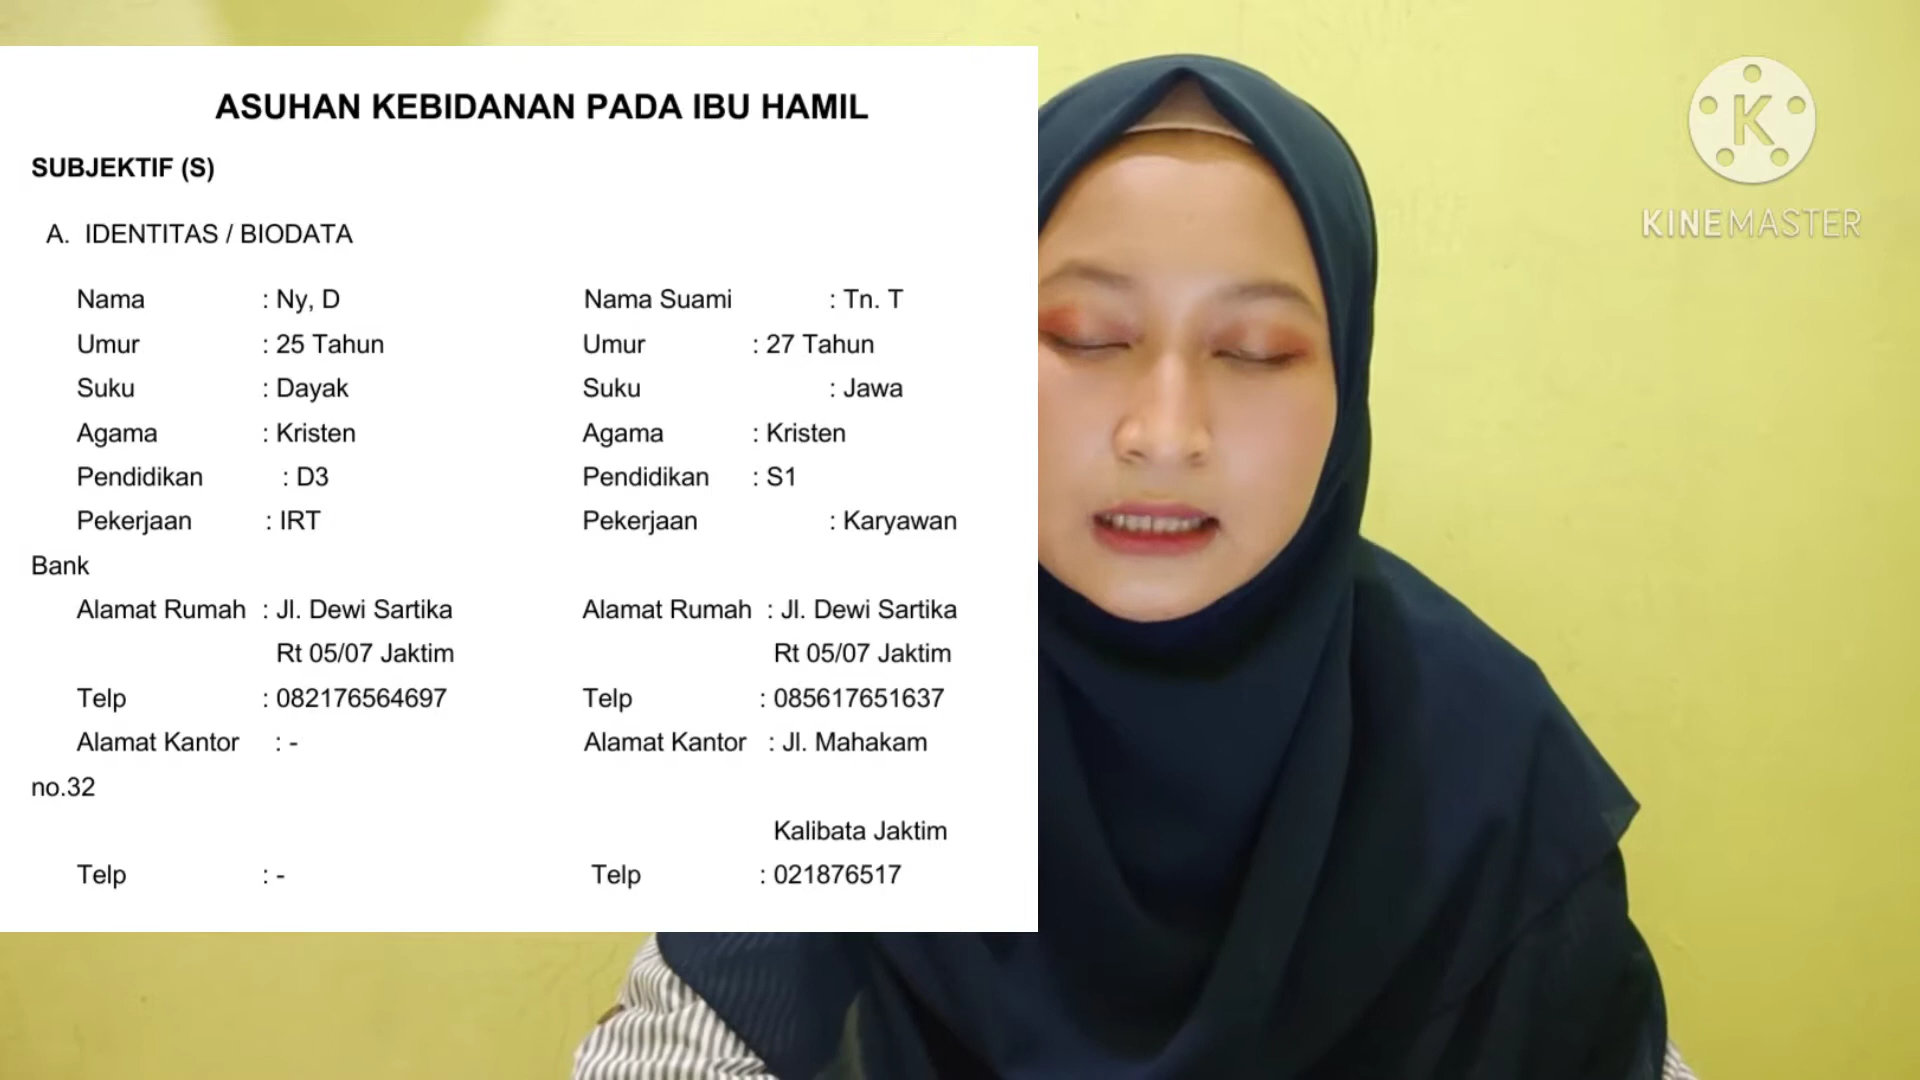 ASUHAN KEBIDANAN PADA IBU HAMIL
SUBJEKTIF (S)
A. IDENTITAS / BIODATA
Nama : Ny, D Nama Suami : Tn. T
Umur : 25 Tahun Umur : 27 Tahun
Suku : Dayak Suku : Jawa
Agama : Kristen Agama : Kristen
Pendidikan : D3 Pendidikan : S1
Pekerjaan : IRT Pekerjaan : Karyawan
Bank
Alamat Rumah : Jl. Dewi Sartika Alamat Rumah : Jl. Dewi Sartika
Rt 05/07 Jaktim Rt 05/07 Jaktim
Telp : 082176564697 Telp : 085617651637
Alamat Kantor : - Alamat Kantor : Jl. Mahakam
no.32
Kalibata Jaktim
Telp : - Telp : 021876517
K
KINEMASTER